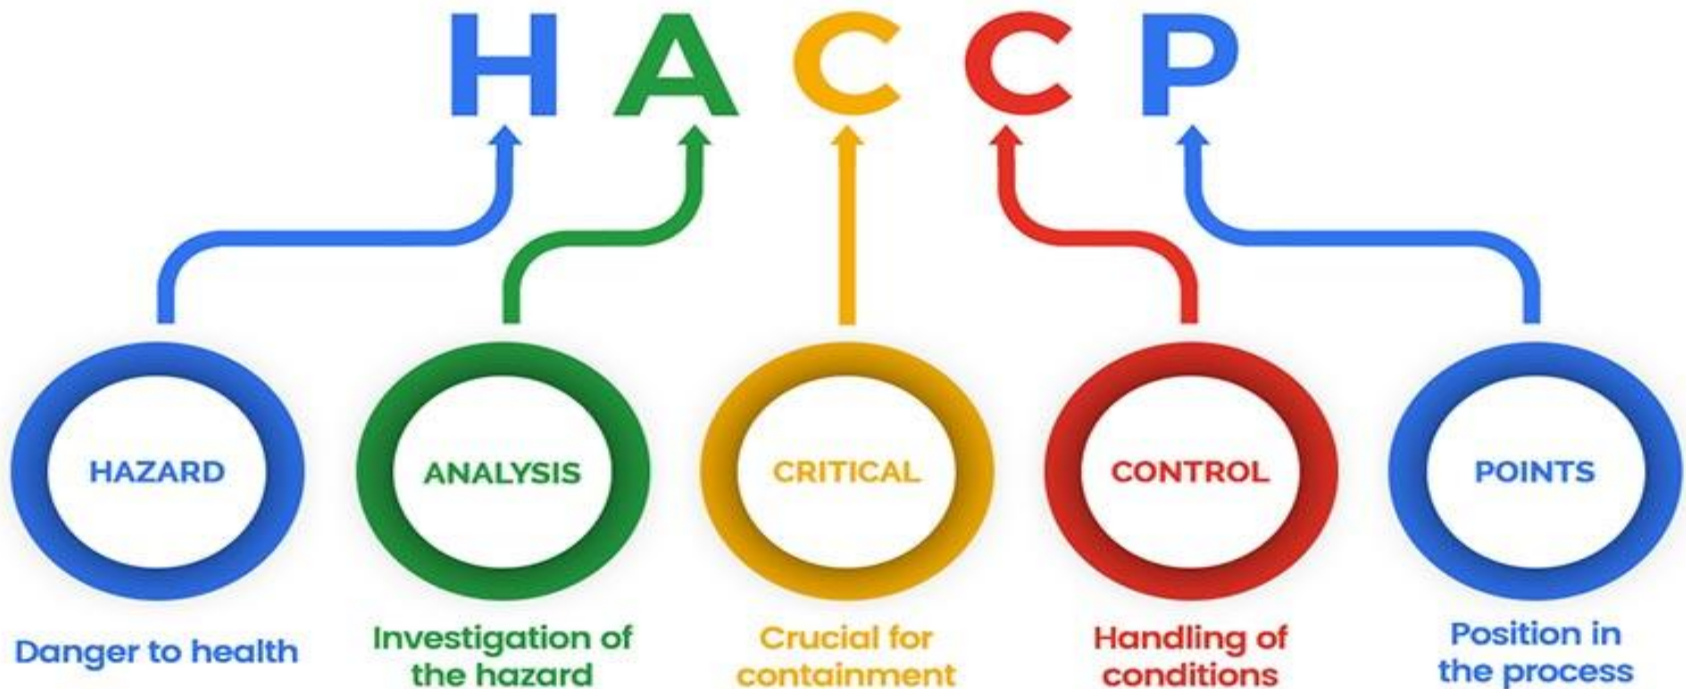 HACCP
HAZARD
ANALYSIS
CRITICAL
CONTROL
POINTS
Danger to health
Investigation of
the hazard
Crucial for
containment
Handling of
conditions
Position in
the process